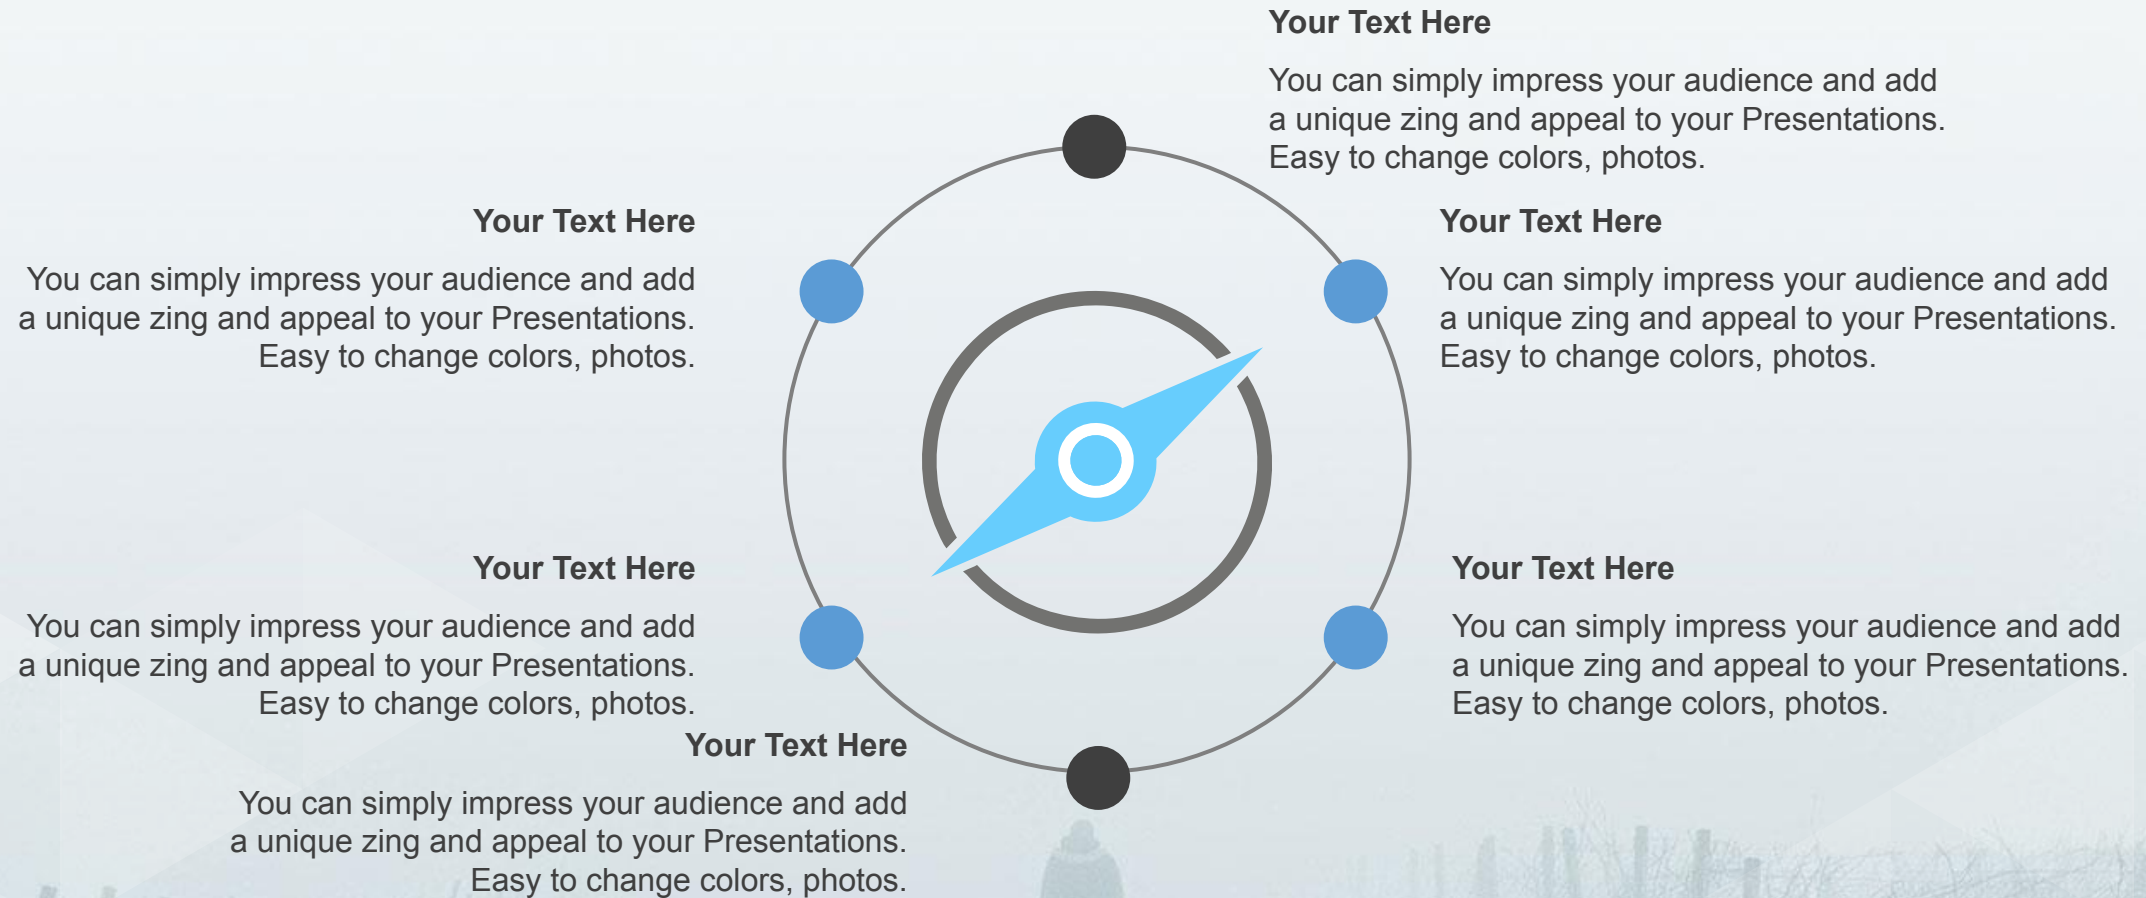 Your Text Here
You can simply impress your audience and add
a unique zing and appeal to your Presentations.
Easy to change colors, photos.
Your Text Here
You can simply impress your audience and add
a unique zing and appeal to your Presentations.
Easy to change colors, photos.
Your Text Here
You can simply impress your audience and add
a unique zing and appeal to your Presentations.
Easy to change colors, photos.
Your Text Here
You can simply impress your audience and add
a unique zing and appeal to your Presentations.
Easy to change colors, photos.
Your Text Here
You can simply impress your audience and add
a unique zing and appeal to your Presentations.
Easy to change colors, photos.
Your Text Here
You can simply impress your audience and add
a unique zing and appeal to your Presentations.
Easy to change colors, photos.